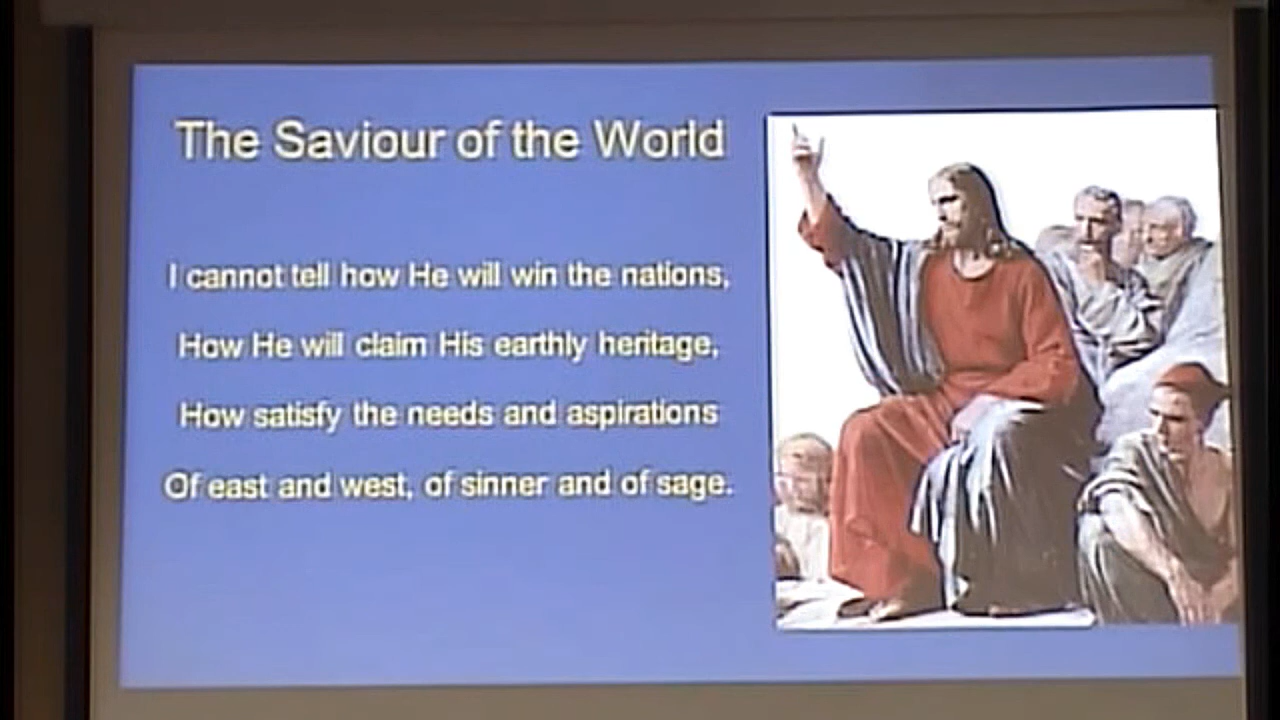 The Saviour of the World
I cannot tell how He will win the nations,
How He will claim His earthly heritage,
How satisfy the needs and aspirations
Of east and west, of sinner and of sage.